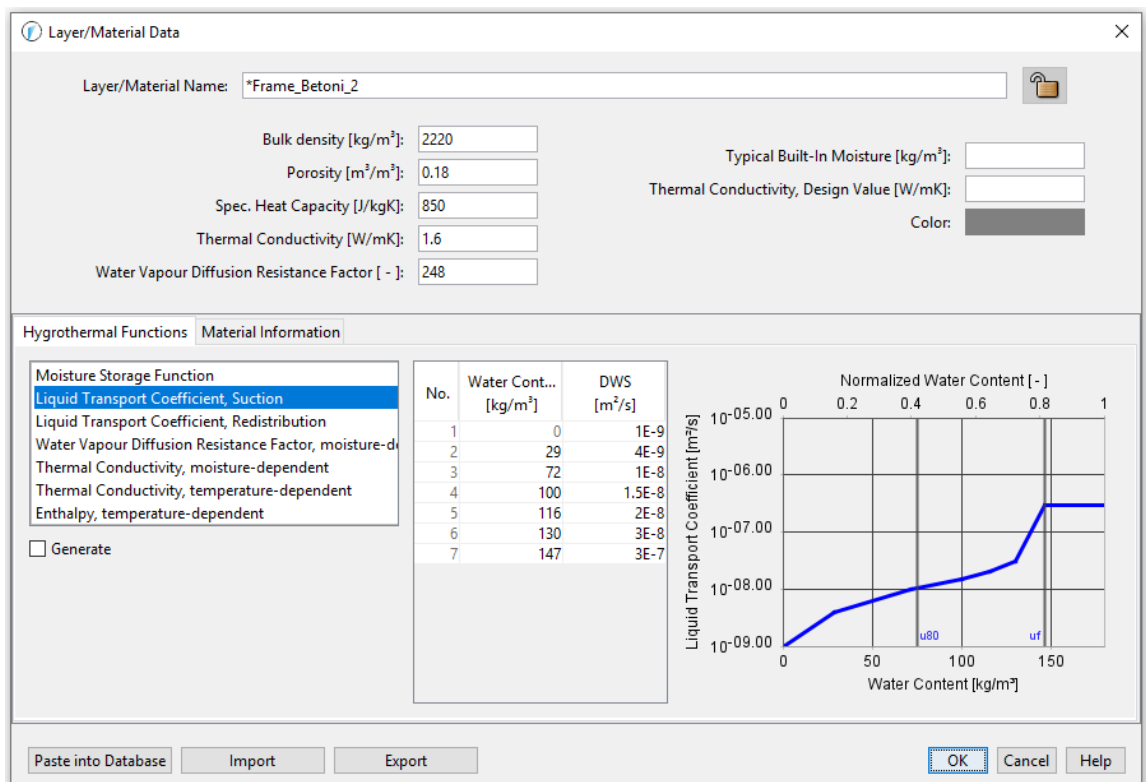 Layer/Material Data
Layer/Material Name: *Frame_Betoni_2
Bulk density [kg/m³]: 2220
Porosity [m³/m³]: 0.18
Spec. Heat Capacity [J/kgK]: 850
Thermal Conductivity [W/mK]: 1.6
Water Vapour Diffusion Resistance Factor [ - ]: 248
Typical Built-In Moisture [kg/m³]:
Thermal Conductivity, Design Value [W/mK]:
Color:
Hygrothermal Functions Material Information
Moisture Storage Function
Liquid Transport Coefficient, Suction
Liquid Transport Coefficient, Redistribution
Water Vapour Diffusion Resistance Factor, moisture-de
Thermal Conductivity, moisture-dependent
Thermal Conductivity, temperature-dependent
Enthalpy, temperature-dependent
Generate
No. Water Cont... [kg/m³] DWS [m²/s]
1 0 1E-9
2 29 4E-9
3 72 1E-8
4 100 1.5E-8
5 116 2E-8
6 130 3E-8
7 147 3E-7
Normalized Water Content [ - ]
0 0.2 0.4 0.6 0.8 1
Liquid Transport Coefficient [m²/s]
10-05.00
10-06.00
10-07.00
10-08.00
10-09.00
u80 uf
0 50 100 150
Water Content [kg/m³]
Paste into Database Import Export OK Cancel Help